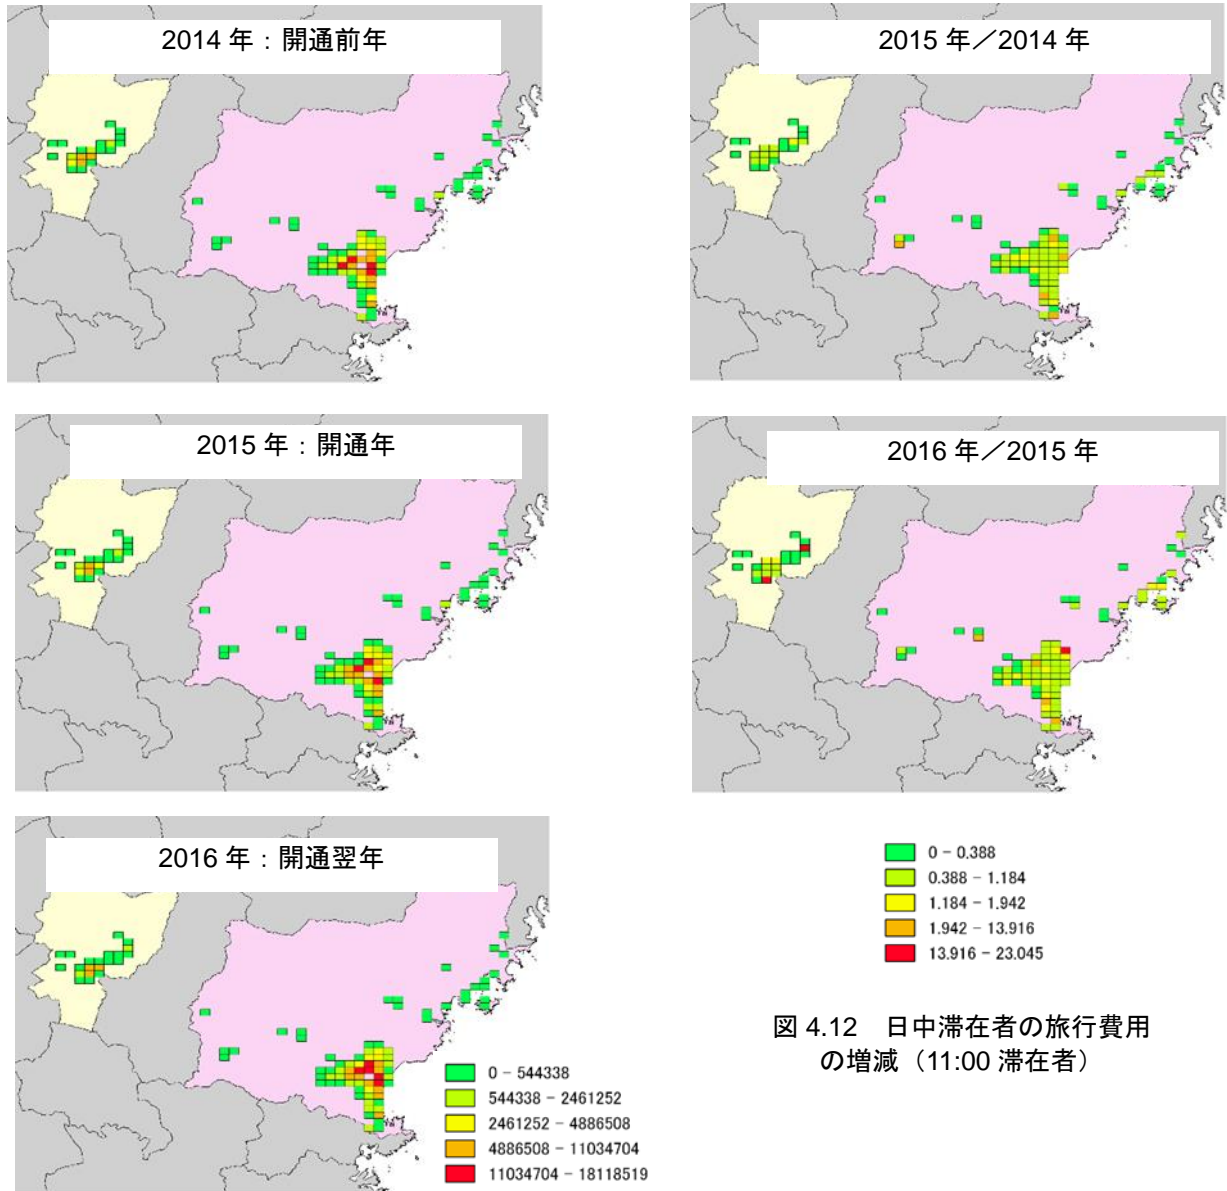 2014 年：開通前年
2015 年／2014 年
2015 年：開通年
2016 年／2015 年
2016 年：開通翌年
0 － 544338
544338 － 2461252
2461252 － 4886508
4886508 － 11034704
11034704 － 18118519
0 － 0.388
0.388 － 1.184
1.184 － 1.942
1.942 － 13.916
13.916 － 23.045
図 4.12　日中滞在者の旅行費用
の増減（11:00 滞在者）